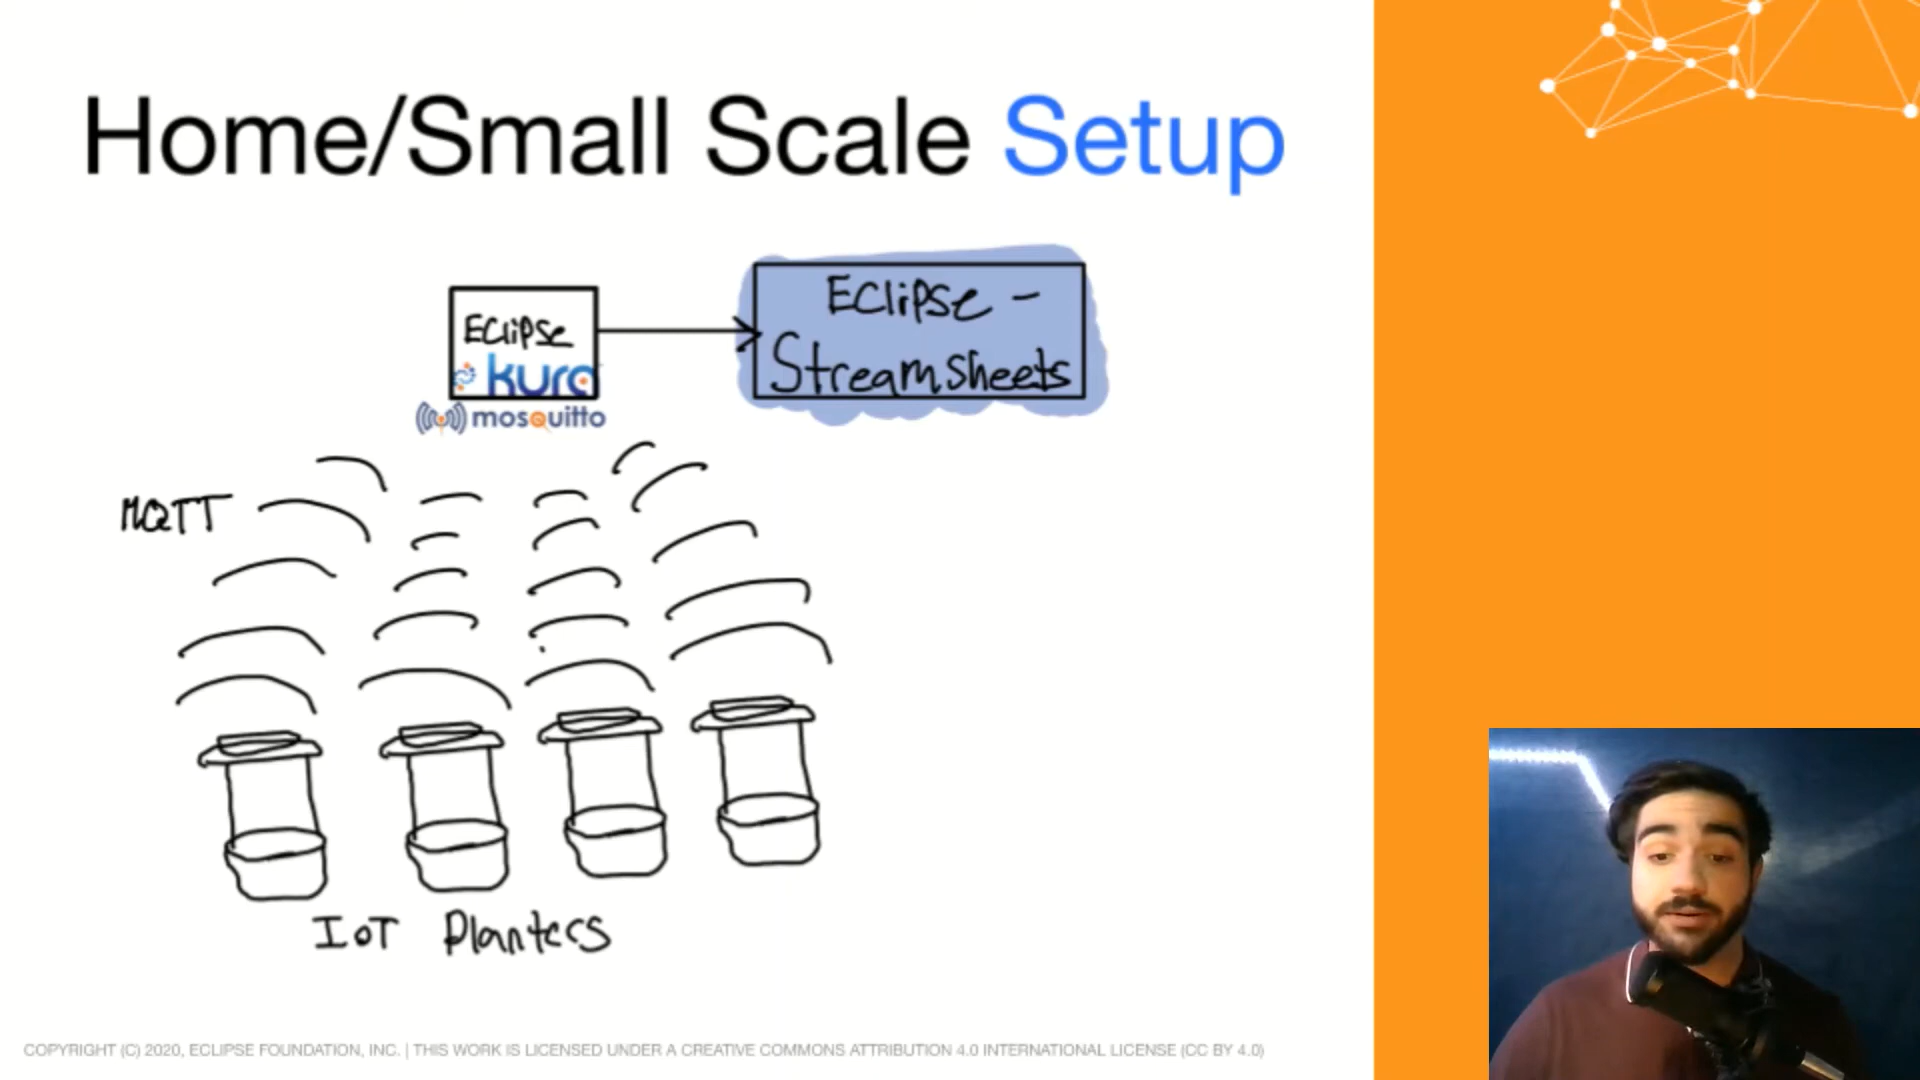 Home/Small Scale Setup
Eclipse
kura
mosquitto
Eclipse -
Streamsheets
MQTT
IoT Planters
COPYRIGHT (C) 2020, ECLIPSE FOUNDATION, INC. | THIS WORK IS LICENSED UNDER A CREATIVE COMMONS ATTRIBUTION 4.0 INTERNATIONAL LICENSE (CC BY 4.0)